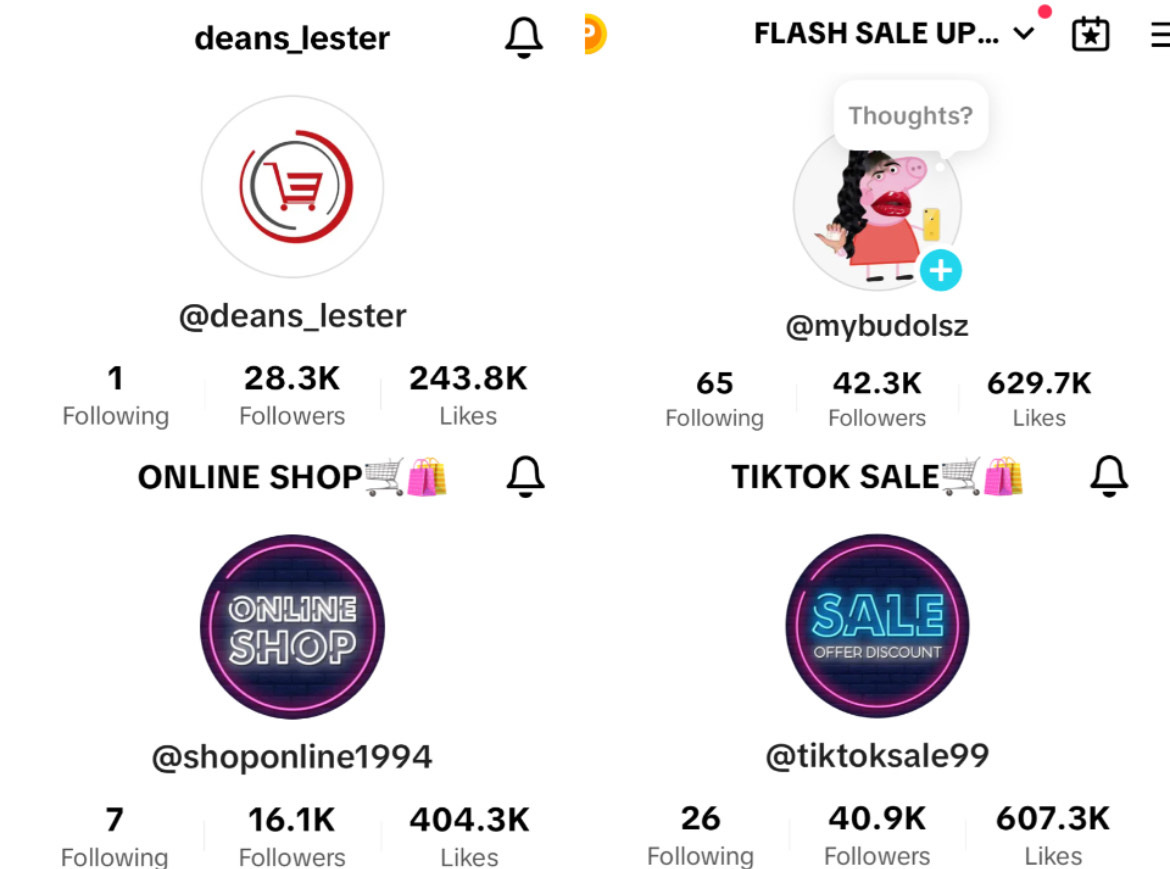 deans_lester
@deans_lester
1 28.3K 243.8K
Following Followers Likes
FLASH SALE UP...
Thoughts?
@mybudolsz
65 42.3K 629.7K
Following Followers Likes
ONLINE SHOP🛒🛍️
ONLINE
SHOP
@shoponline1994
7 16.1K 404.3K
Following Followers Likes
TIKTOK SALE🛒🛍️
SALE
OFFER DISCOUNT
@tiktoksale99
26 40.9K 607.3K
Following Followers Likes